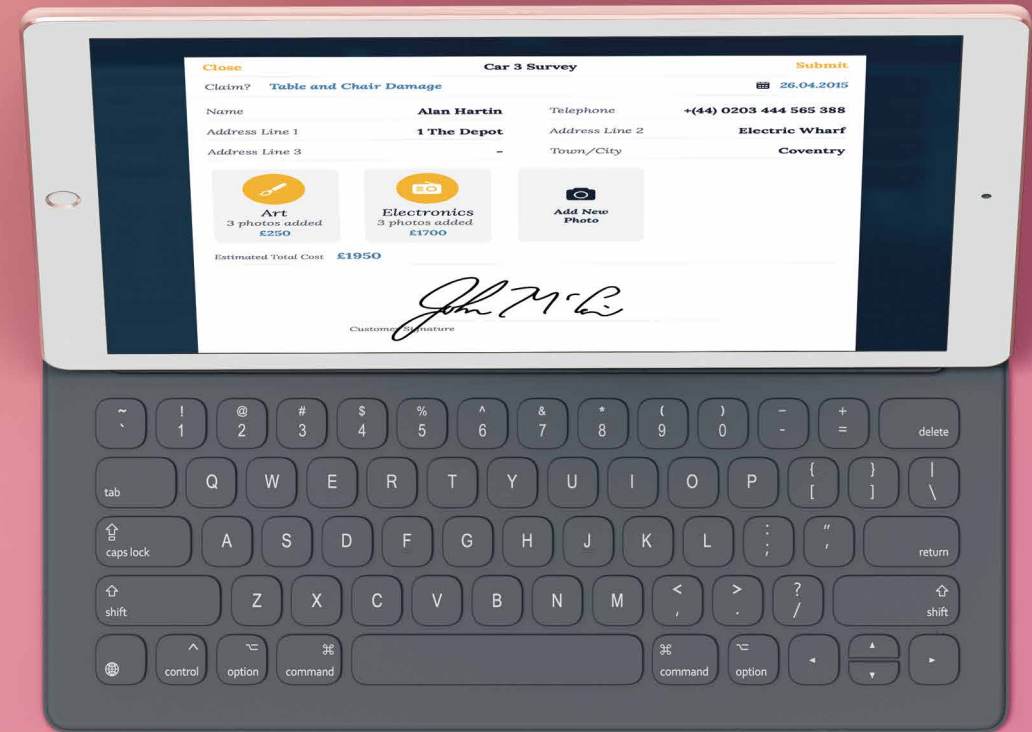 Close Car 3 Survey Submit
Claim? Table and Chair Damage 26.04.2015
Name Alan Hartin Telephone +(44) 0203 444 565 388
Address Line 1 1 The Depot Address Line 2 Electric Wharf
Address Line 3 - Town/City Coventry
Art Electronics Add New
3 photos added 3 photos added Photo
£250 £1700
Estimated Total Cost £1950
Customer Signature
~ ! @ # $ % ^ & * ( ) – +
` 1 2 3 4 5 6 7 8 9 0 - = delete
tab Q W E R T Y U I O P { [ } ] | \
caps lock A S D F G H J K L : ; " ' return
shift Z X C V B N M < , > . ? / shift
control option command command option